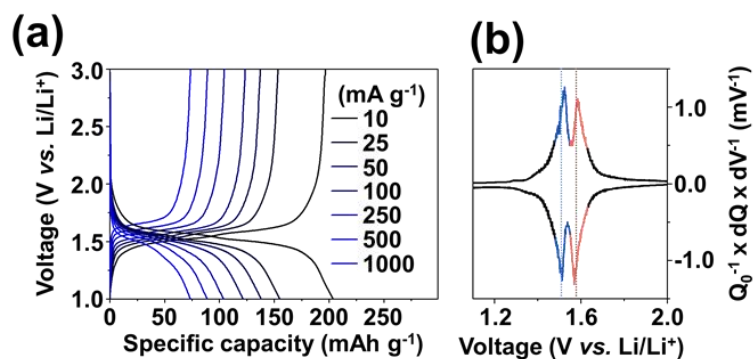 (a)
Voltage (V vs. Li/Li⁺)
3.0
2.5
2.0
1.5
1.0
0 50 100 150 200 250
Specific capacity (mAh g⁻¹)
(mA g⁻¹)
10
25
50
100
250
500
1000
(b)
1.0
0.0
-1.0
Q₀⁻¹ x dQ x dV⁻¹ (mV⁻¹)
1.2 1.6 2.0
Voltage (V vs. Li/Li⁺)